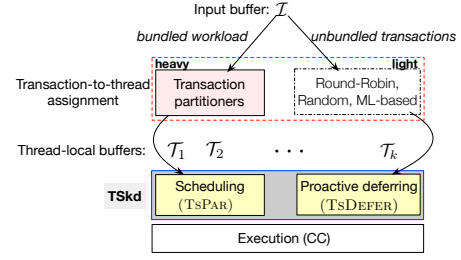 Input buffer: I
bundled workload
unbundled transactions
heavy
light
Transaction-to-thread
assignment
Transaction
partitioners
Round-Robin,
Random, ML-based
Thread-local buffers:
T1 T2 ··· Tk
TSkd
Scheduling
(TSPAR)
Proactive deferring
(TSDEFER)
Execution (CC)